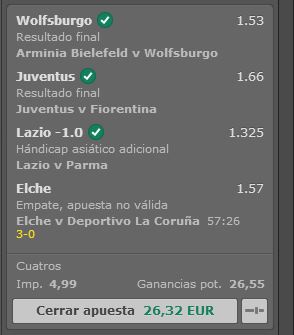 Wolfsburgo 1.53
Resultado final
Arminia Bielefeld v Wolfsburgo
Juventus 1.66
Resultado final
Juventus v Fiorentina
Lazio -1.0 1.325
Hándicap asiático adicional
Lazio v Parma
Elche 1.57
Empate, apuesta no válida
Elche v Deportivo La Coruña 57:26
3-0
Cuatros
Imp. 4,99 Ganancias pot. 26,55
Cerrar apuesta 26,32 EUR